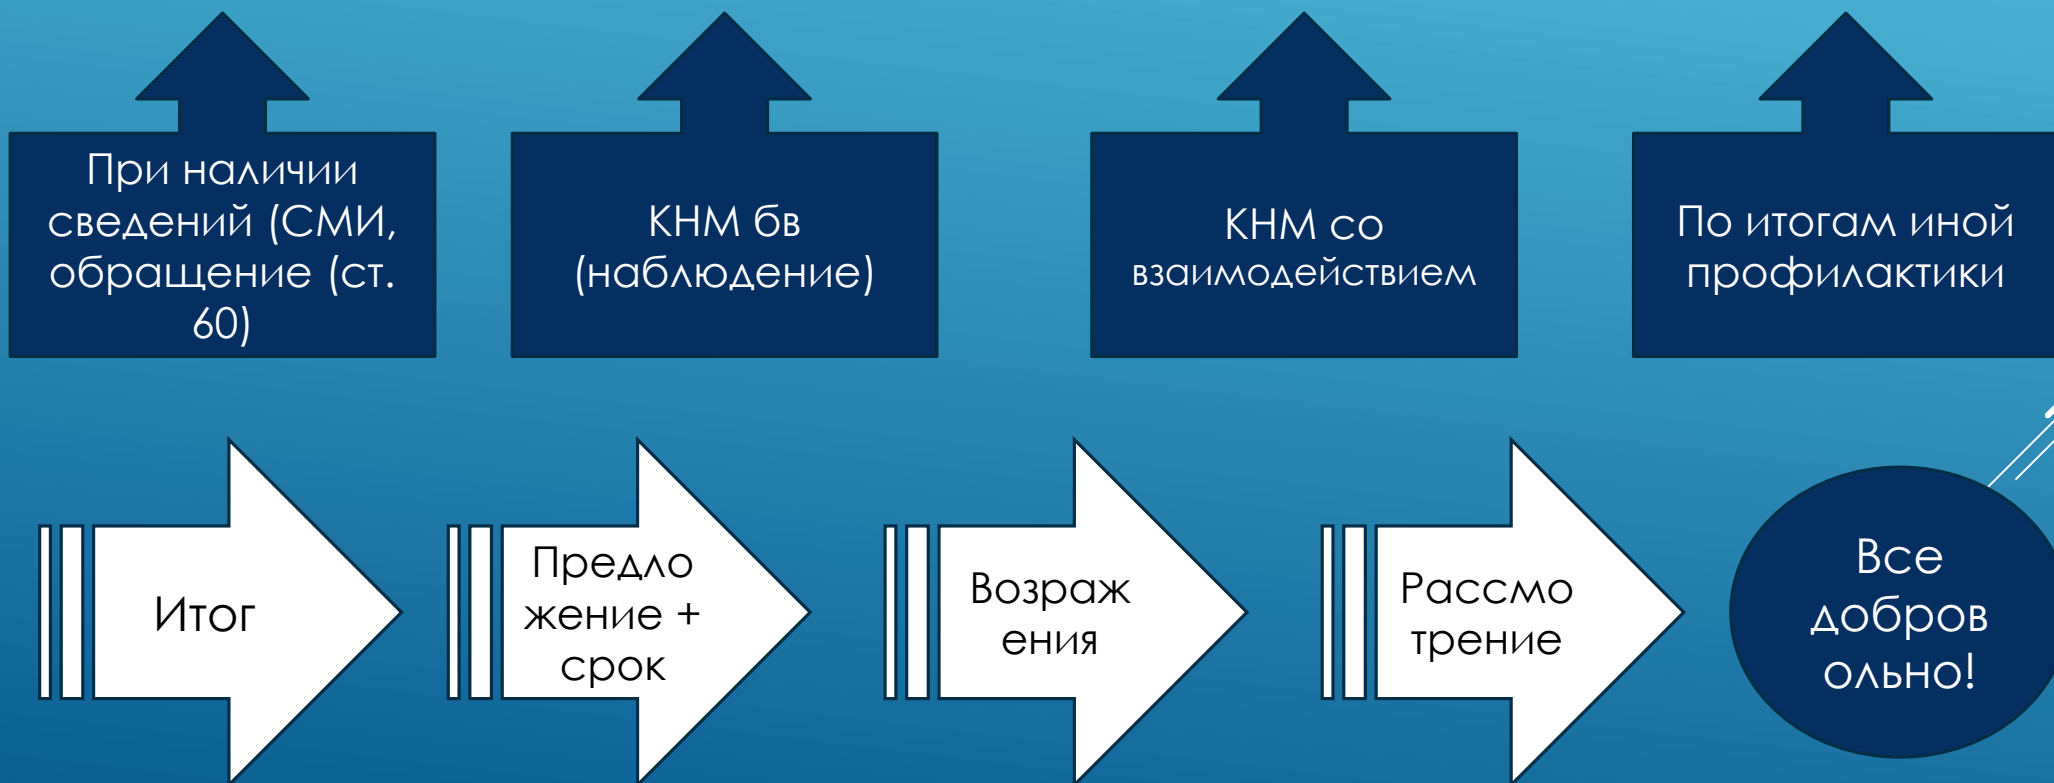 При наличии
сведений (СМИ,
обращение (ст.
60)
КНМ бв
(наблюдение)
КНМ со
взаимодействием
По итогам иной
профилактики
Итог
Предло
жение +
срок
Возраж
ения
Рассмо
трение
Все
добров
ольно!